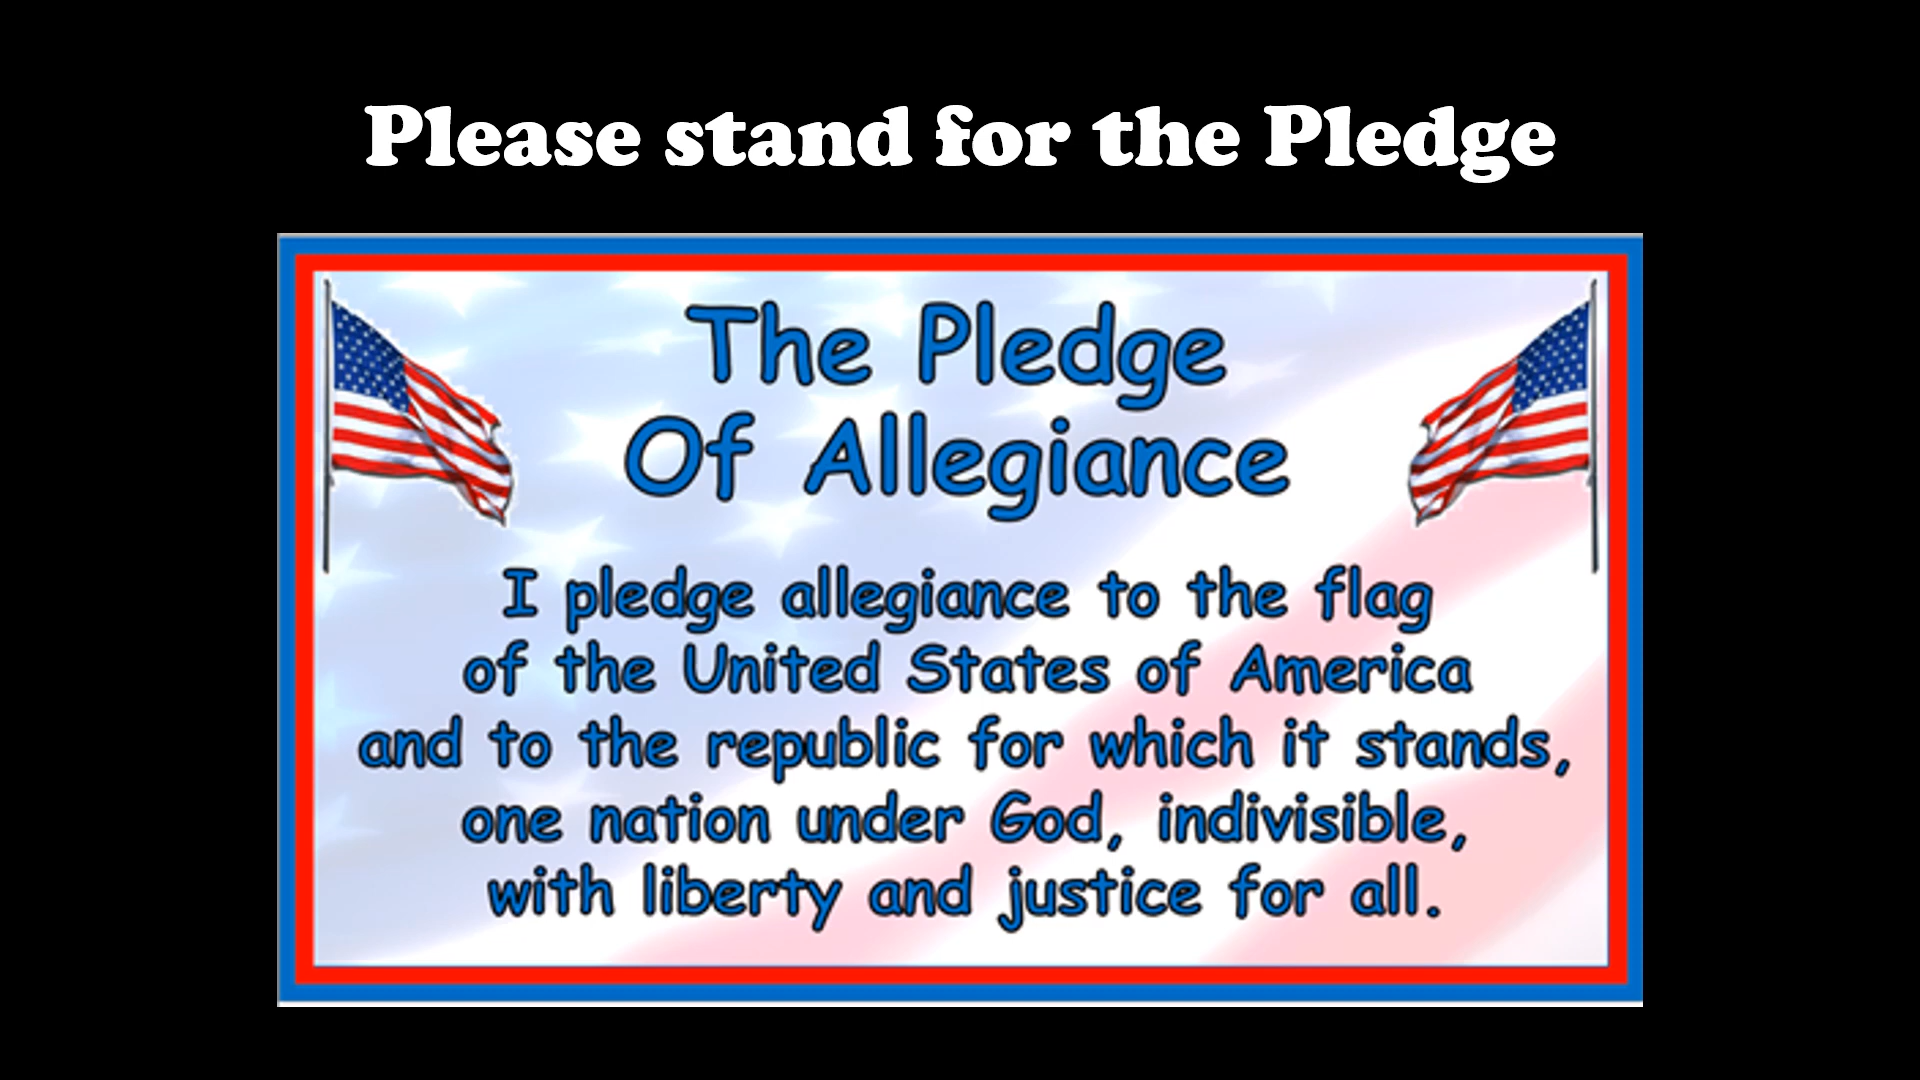 Please stand for the Pledge
The Pledge
Of Allegiance
I pledge allegiance to the flag
of the United States of America
and to the republic for which it stands,
one nation under God, indivisible,
with liberty and justice for all.